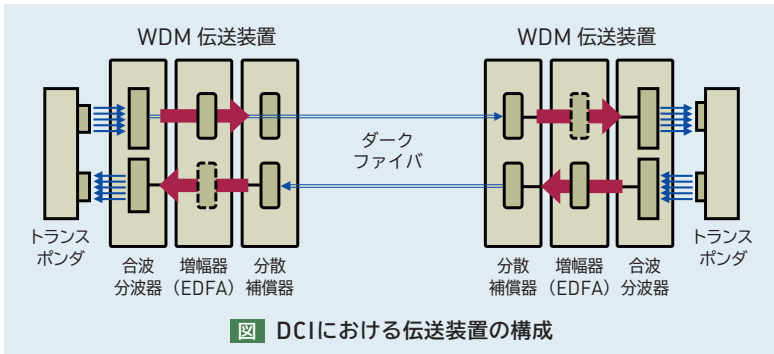 WDM 伝送装置
WDM 伝送装置
ダーク
ファイバ
トランス
ポンダ
合波
分波器
増幅器
（EDFA）
分散
補償器
分散
補償器
増幅器
（EDFA）
合波
分波器
トランス
ポンダ
図 DCIにおける伝送装置の構成